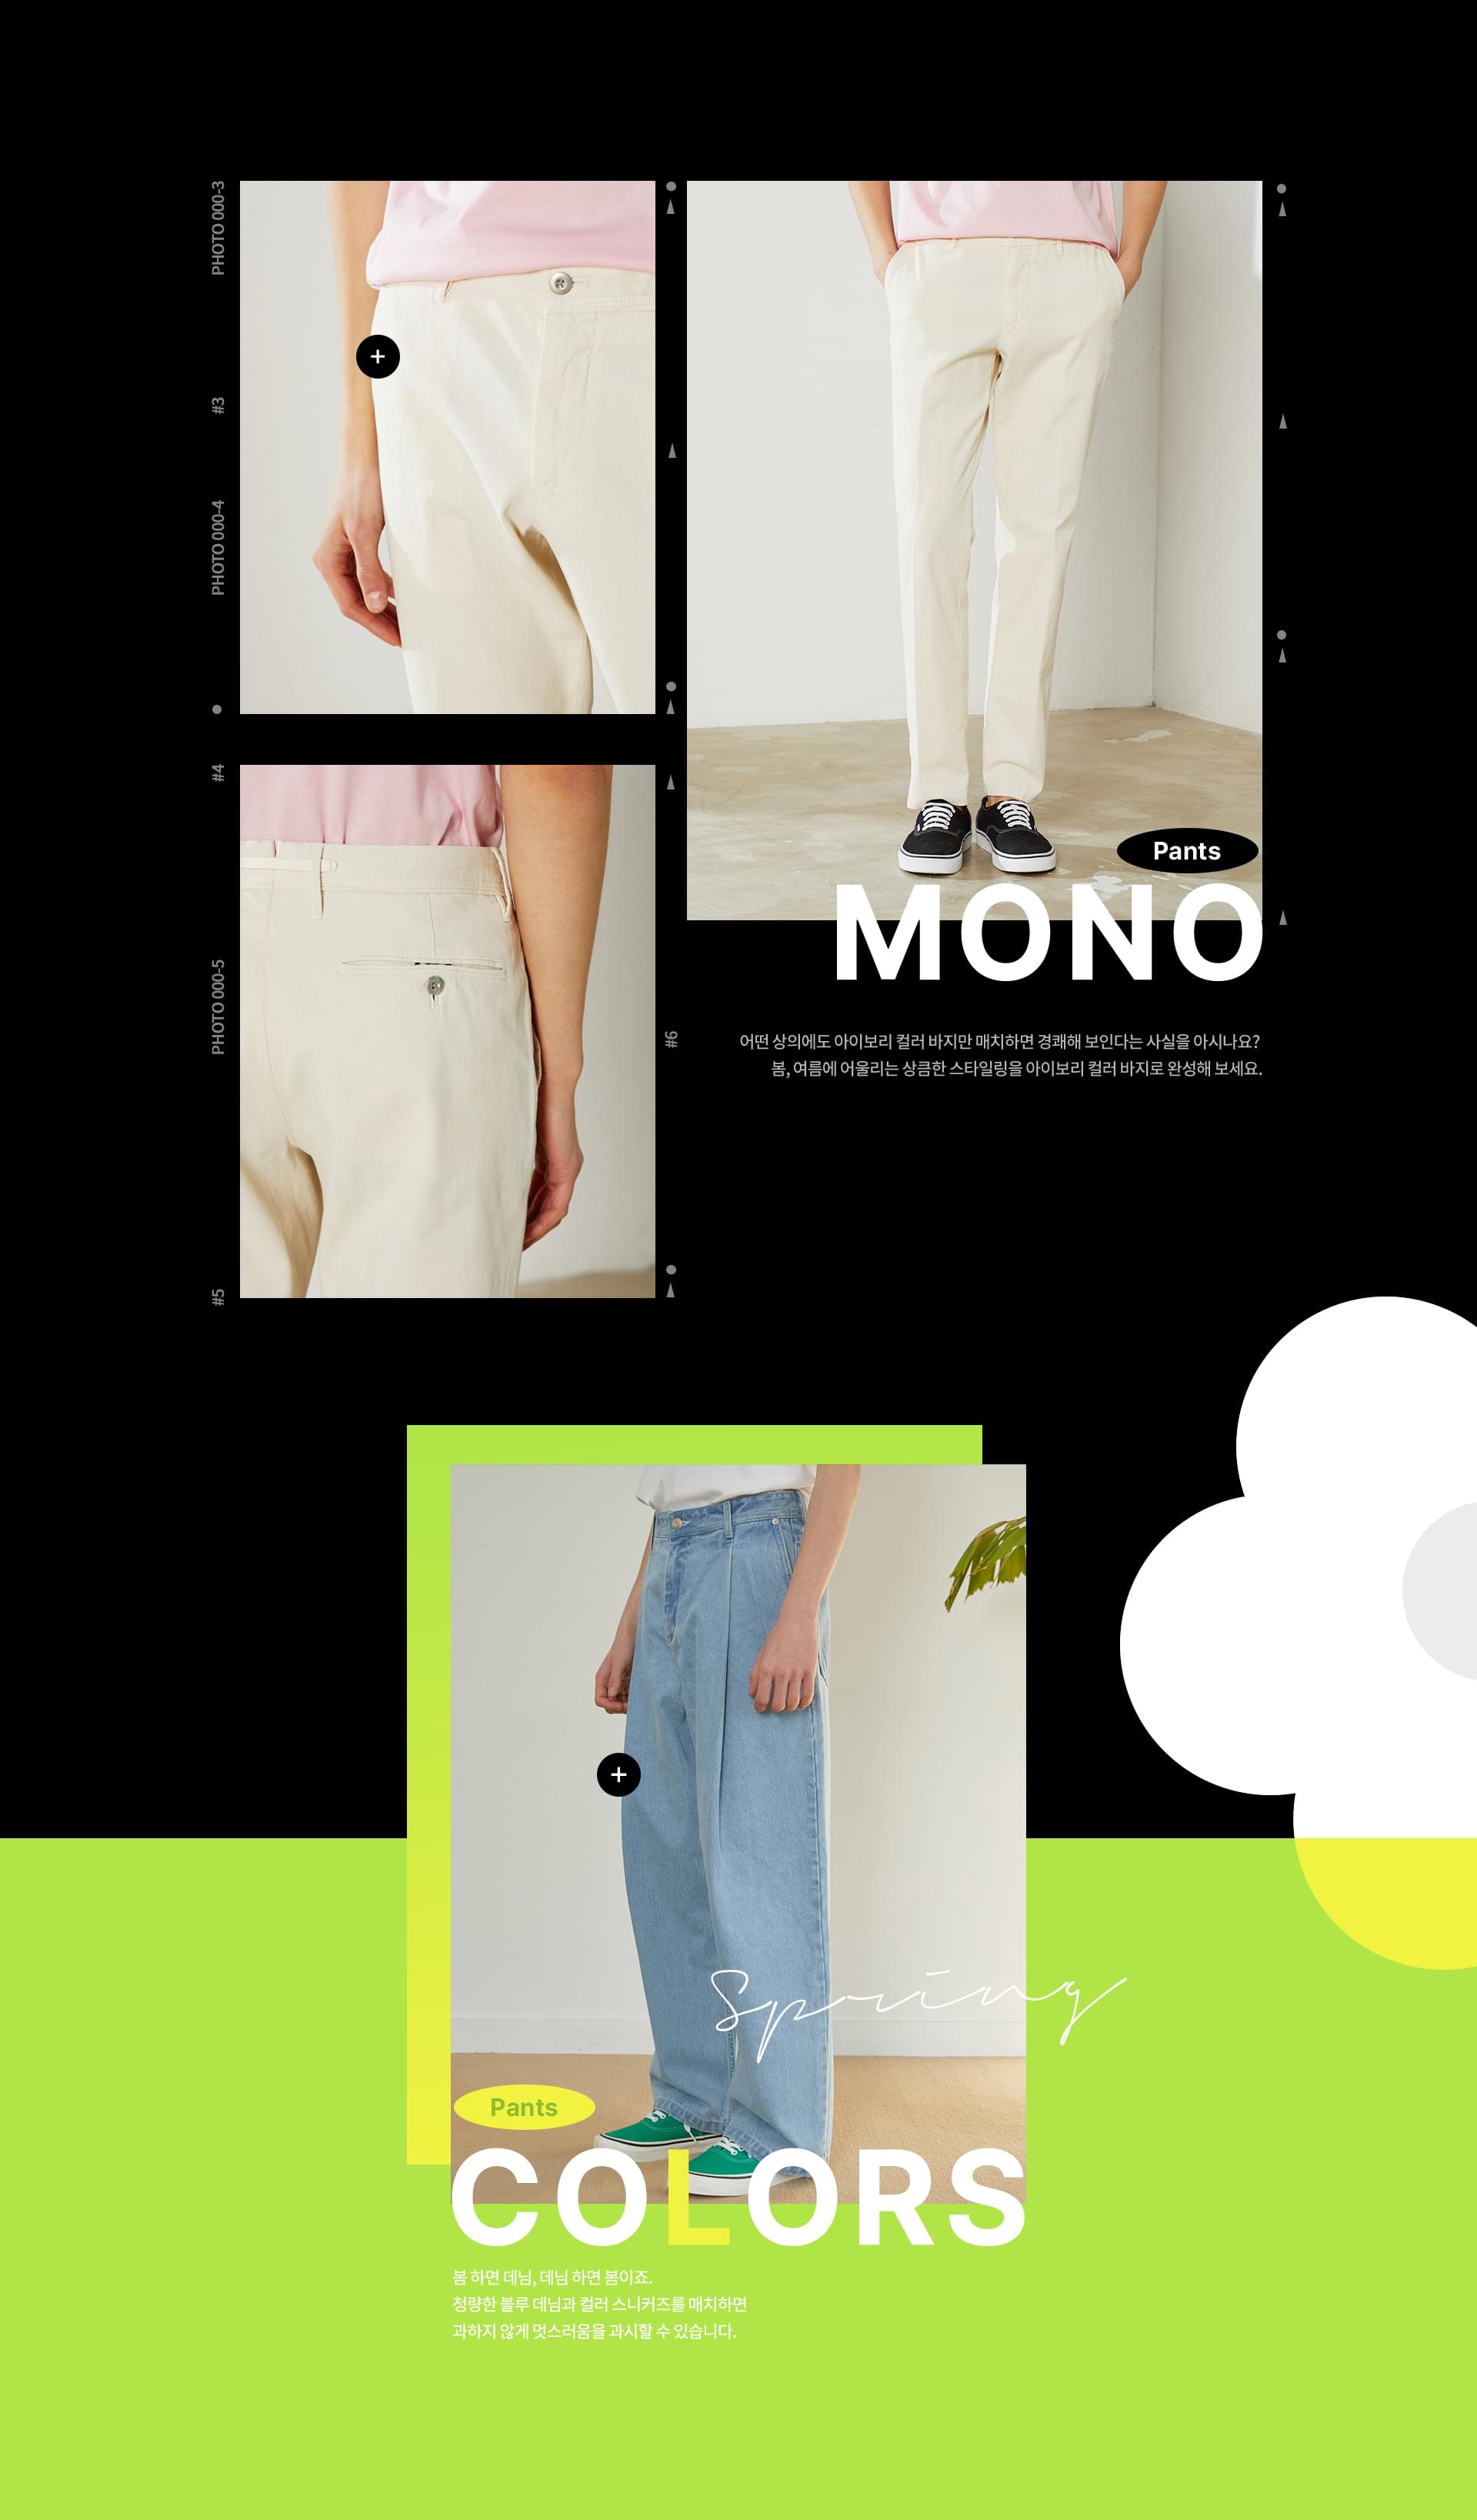 PHOTO 000-3
#3
PHOTO 000-4
#4
PHOTO 000-5
#5
#6
Pants
MONO
어떤 상의에도 아이보리 컬러 바지만 매치하면 경쾌해 보인다는 사실을 아시나요?
봄, 여름에 어울리는 상큼한 스타일링을 아이보리 컬러 바지로 완성해 보세요.
Spring
Pants
COLORS
봄 하면 데님, 데님 하면 봄이죠.
청량한 블루 데님과 컬러 스니커즈를 매치하면
과하지 않게 멋스러움을 과시할 수 있습니다.